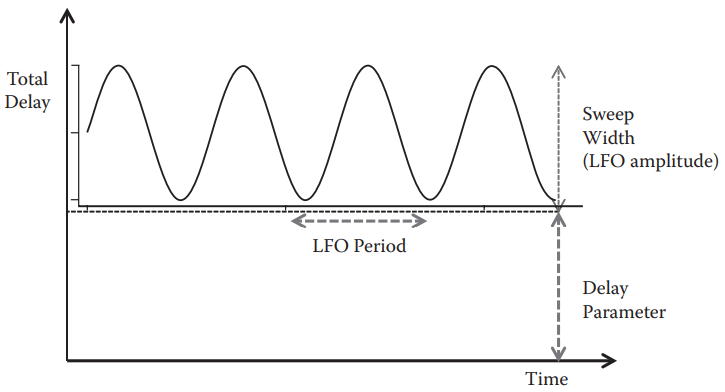 Total
Delay
Sweep
Width
(LFO amplitude)
LFO Period
Delay
Parameter
Time